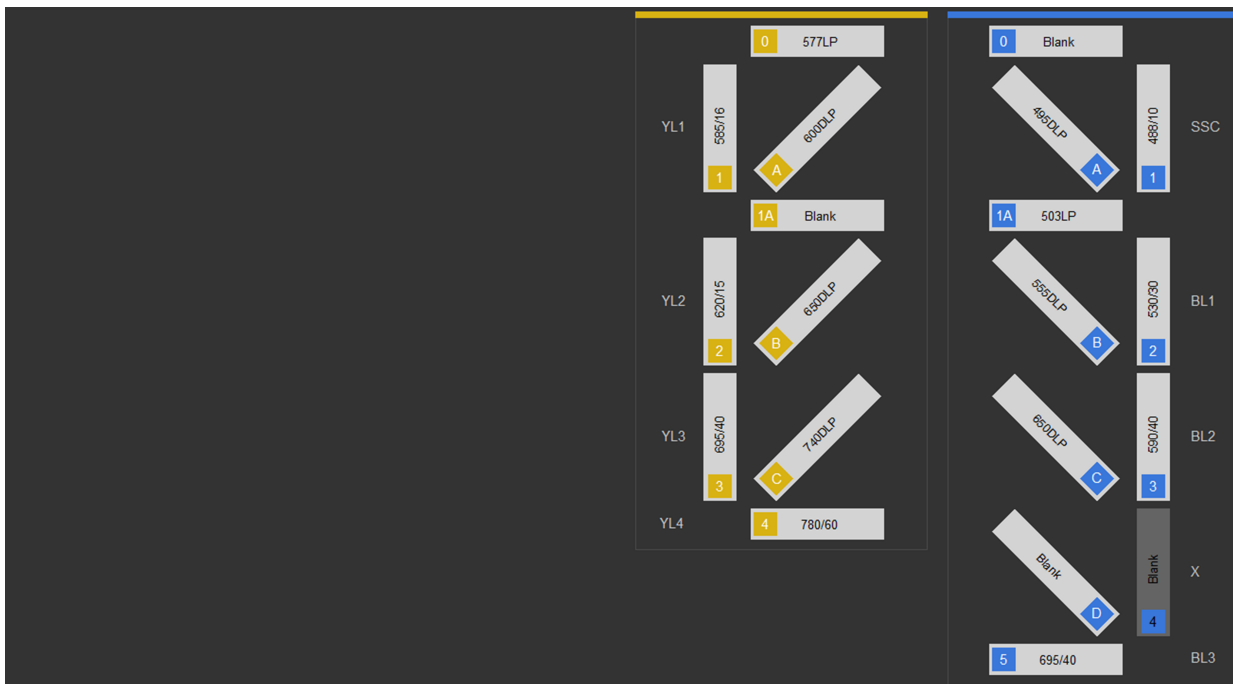 0 577LP
YL1 585/16 1
600DLP A
1A Blank
YL2 620/15 2
650DLP B
YL3 695/40 3
740DLP C
YL4 4 780/60
0 Blank
495DLP A
488/10 1 SSC
1A 503LP
555DLP B
530/30 2 BL1
650DLP C
590/40 3 BL2
Blank D
Blank 4 X
5 695/40 BL3